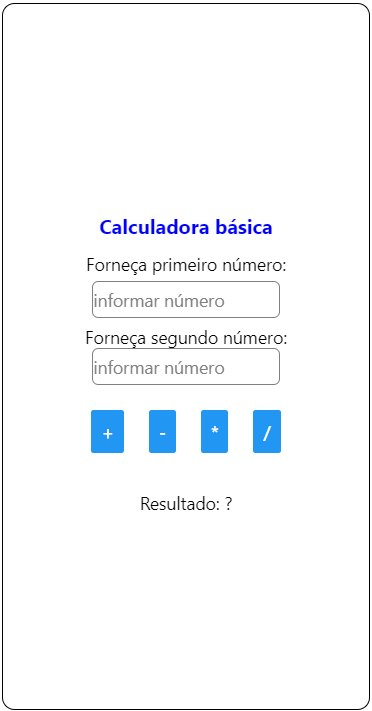 Calculadora básica
Forneça primeiro número:
informar número
Forneça segundo número:
informar número
+ - * /
Resultado: ?